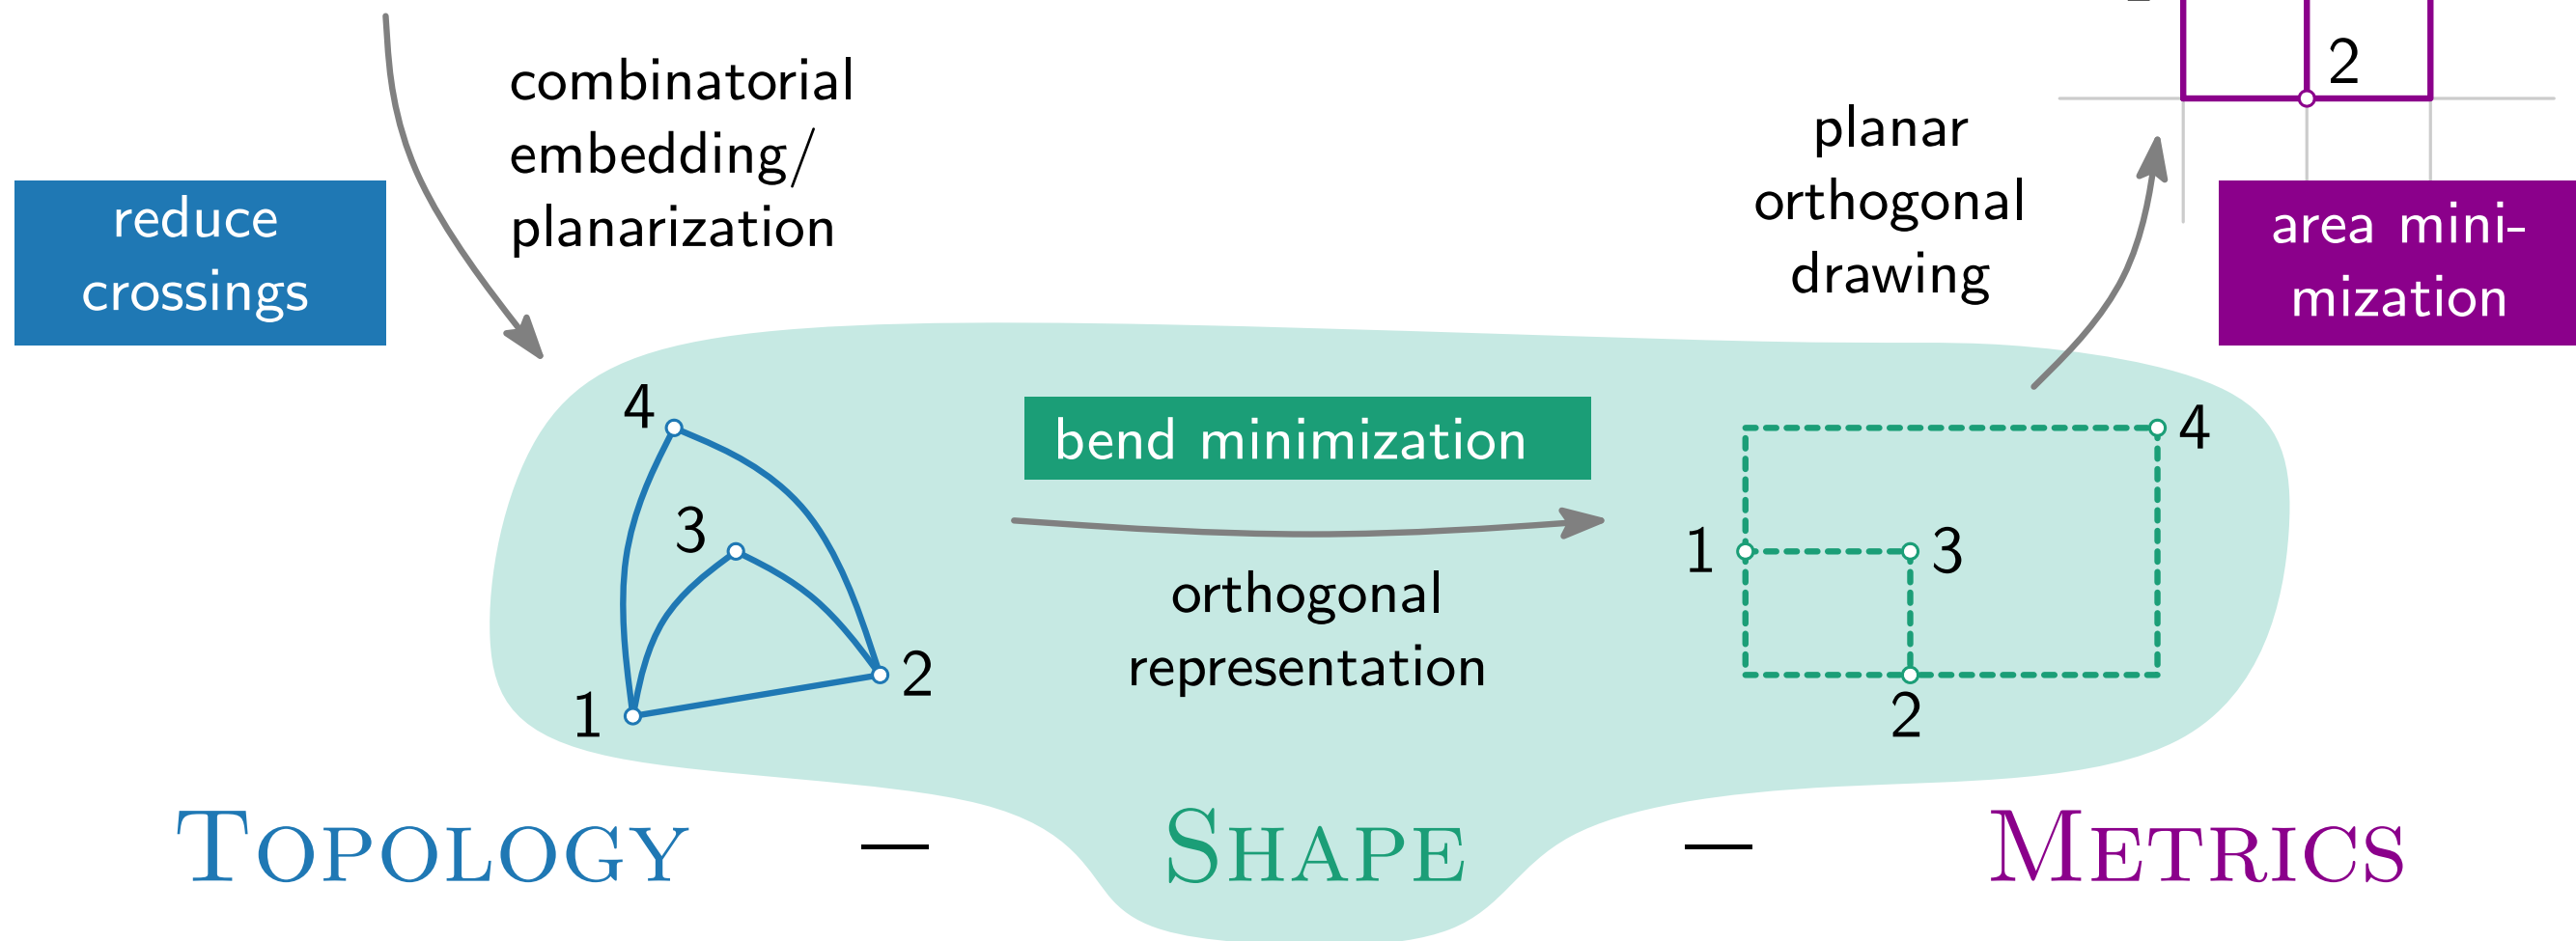 combinatorial
embedding/
planarization
reduce
crossings
planar
orthogonal
drawing
2
area mini-
mization
4
3
1
2
bend minimization
orthogonal
representation
4
1
3
2
TOPOLOGY – SHAPE – METRICS